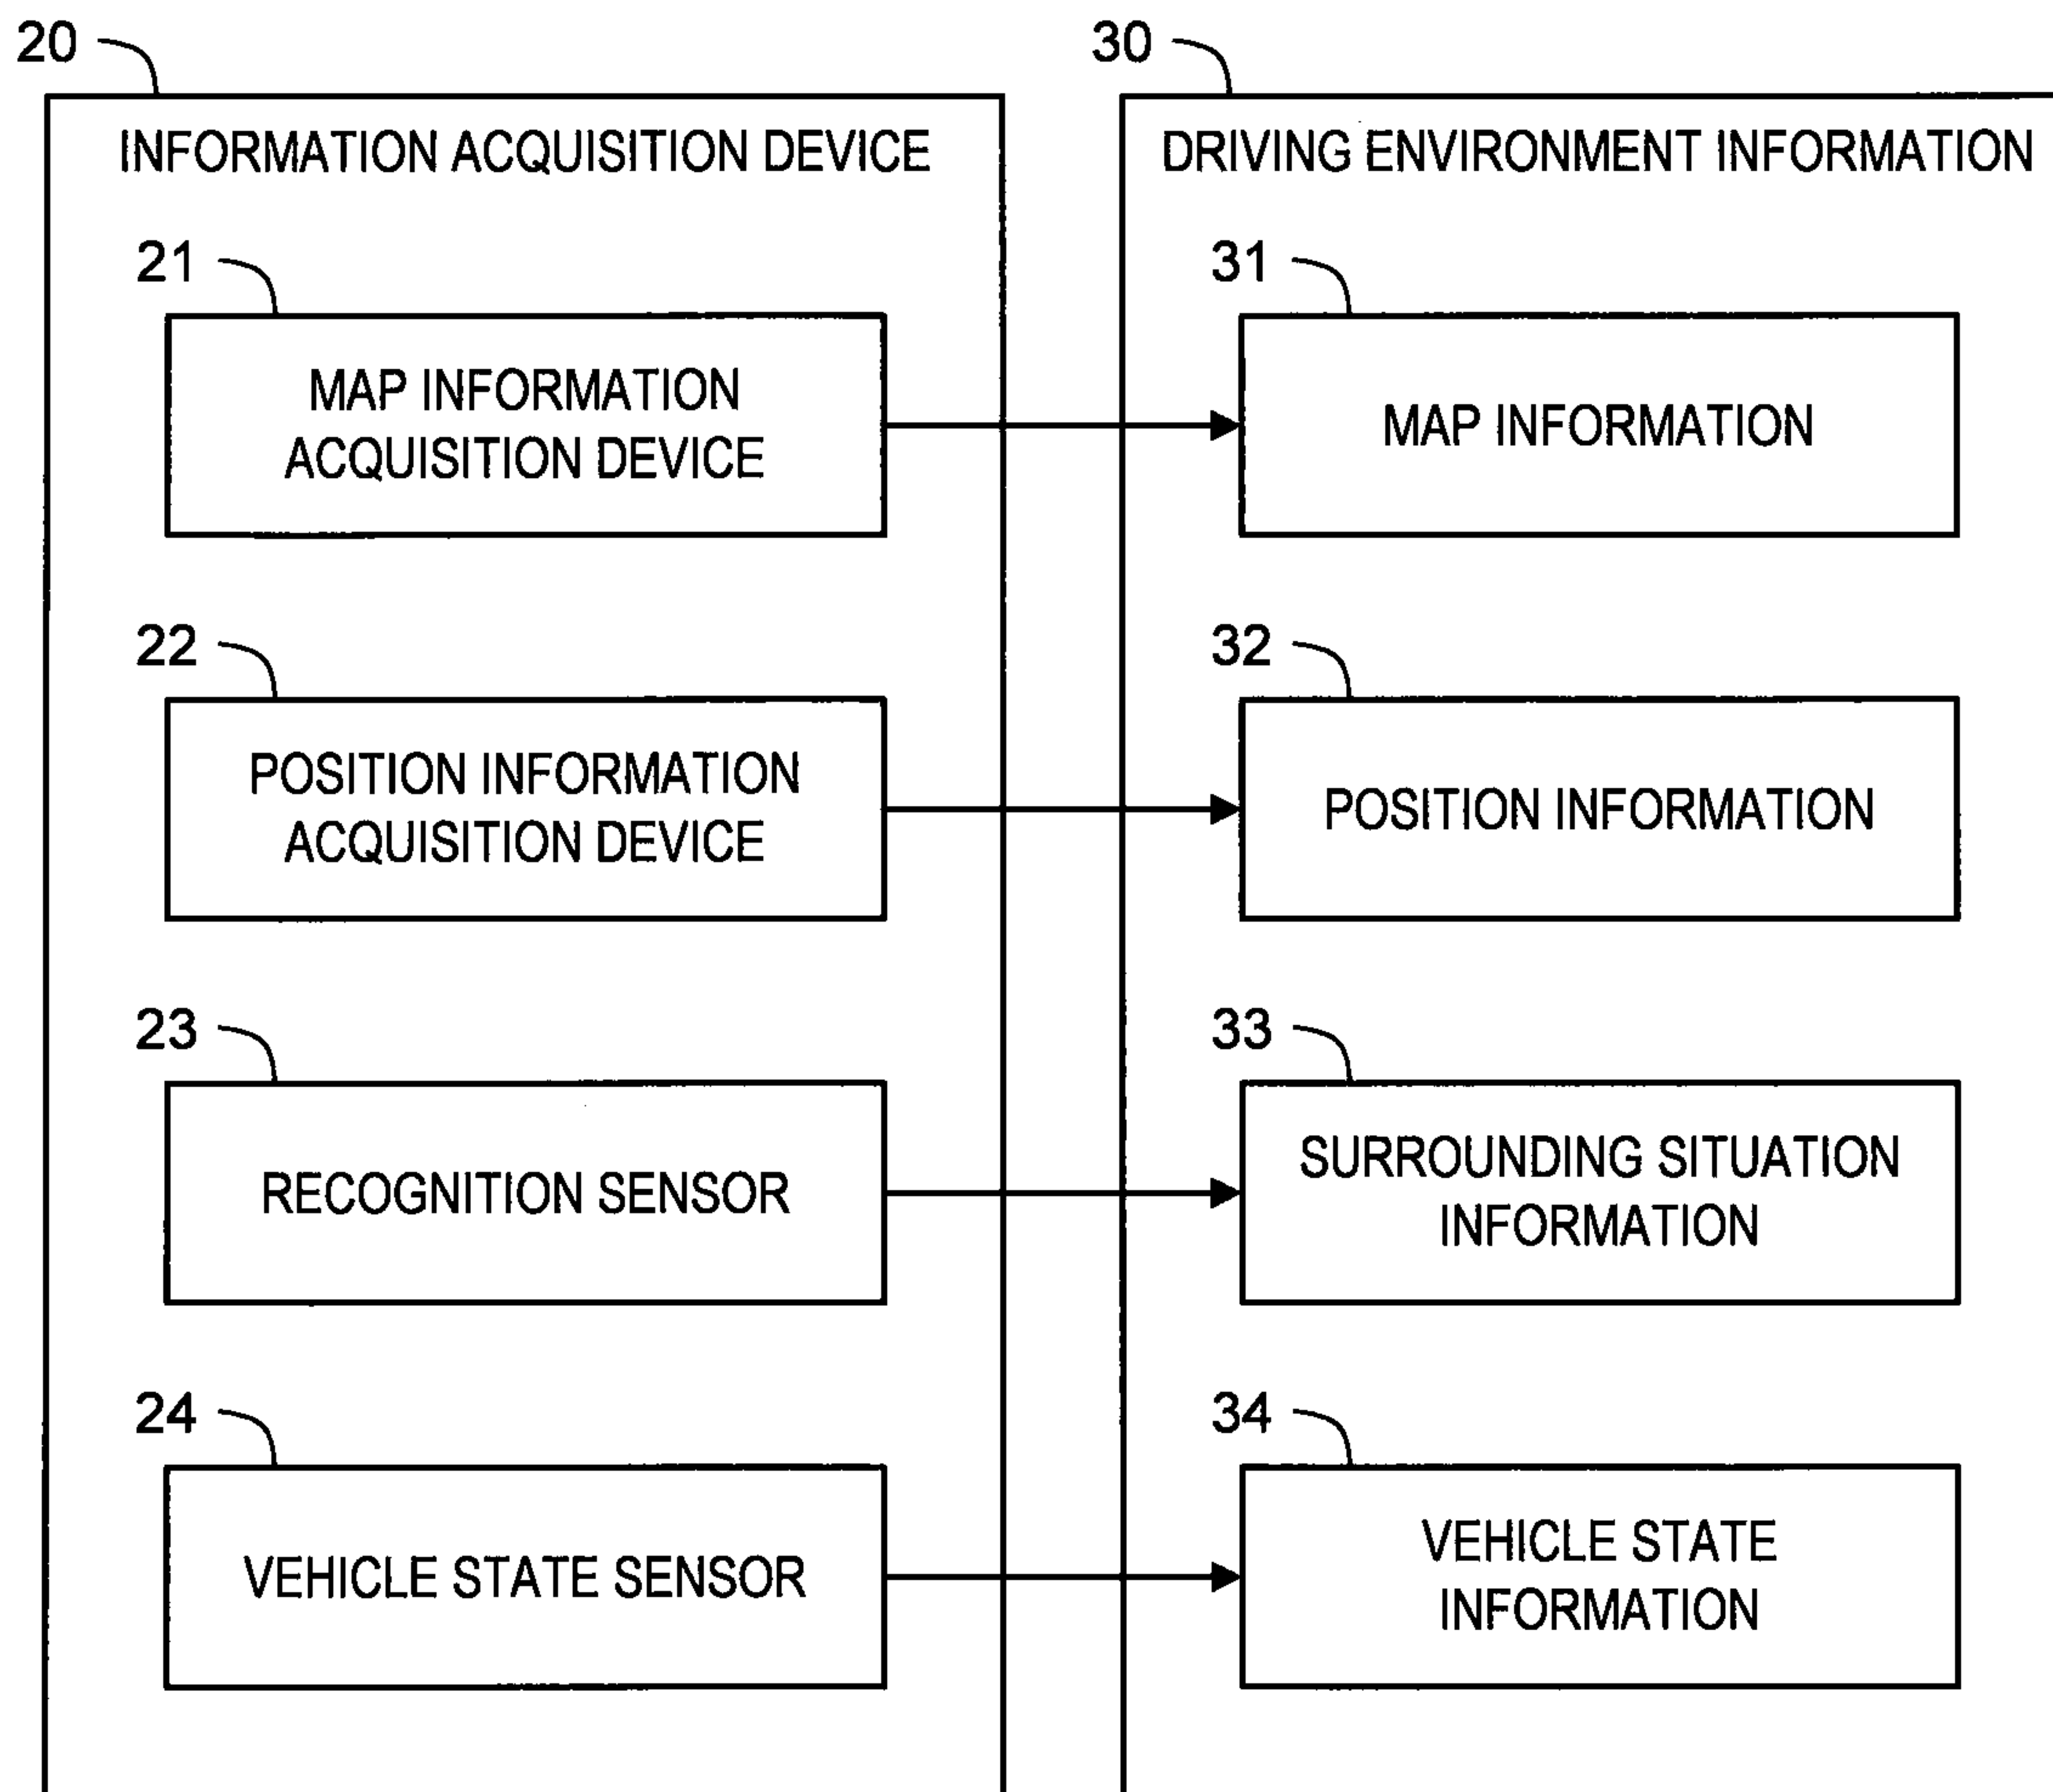 20
30
INFORMATION ACQUISITION DEVICE
DRIVING ENVIRONMENT INFORMATION
21
31
MAP INFORMATION
ACQUISITION DEVICE
MAP INFORMATION
22
32
POSITION INFORMATION
ACQUISITION DEVICE
POSITION INFORMATION
23
33
RECOGNITION SENSOR
SURROUNDING SITUATION
INFORMATION
24
34
VEHICLE STATE SENSOR
VEHICLE STATE
INFORMATION